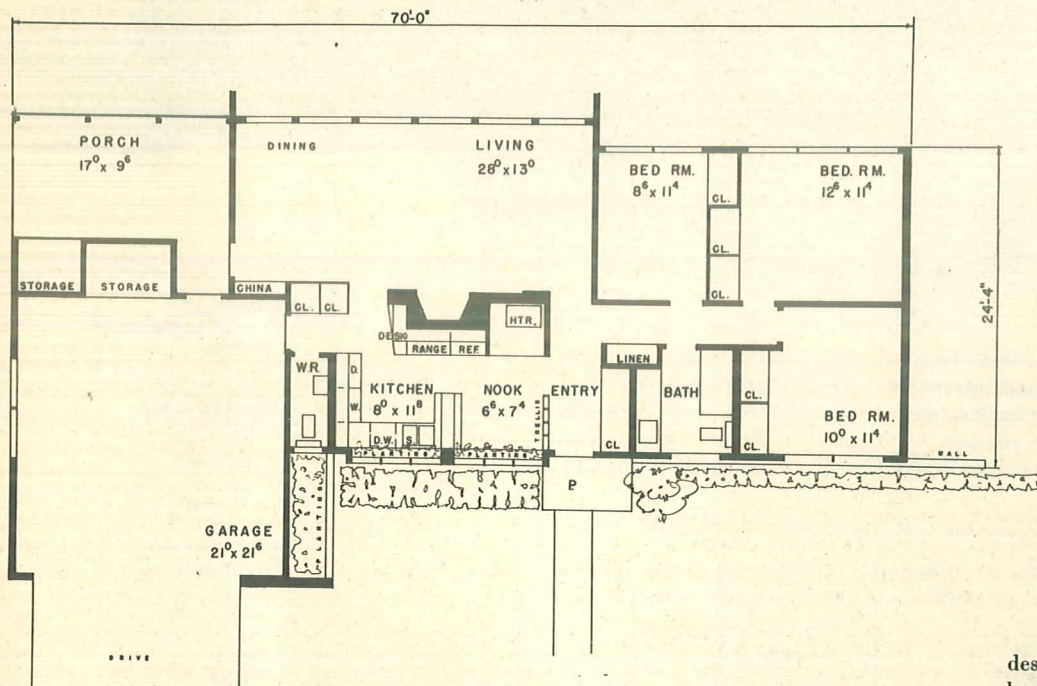 70'-0"
PORCH
17⁰ x 9⁶
DINING
LIVING
28⁰ x 13⁰
BED RM.
8⁶ x 11⁴
BED. RM.
12⁶ x 11⁴
CL.
CL.
CL.
STORAGE
STORAGE
CHINA
CL.
CL.
24'-4"
HTR.
DESK
RANGE
REF.
W.R.
D.
W.
KITCHEN
8⁰ x 11⁸
NOOK
6⁶ x 7⁴
ENTRY
TRELLIS
LINEN
BATH
CL.
CL.
CL
BED RM.
10⁰ x 11⁴
D.W.
S.
PLANTING
PLANTING
WALL
P.
PLANTING
GARAGE
21⁰ x 21⁶
DRIVE
des